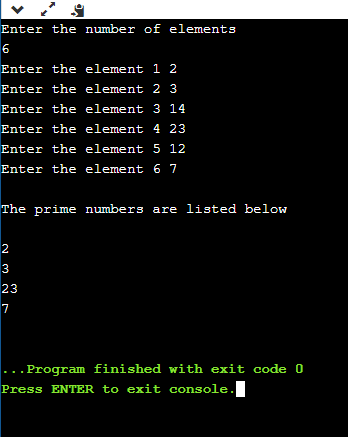 Enter the number of elements
6
Enter the element 1 2
Enter the element 2 3
Enter the element 3 14
Enter the element 4 23
Enter the element 5 12
Enter the element 6 7
The prime numbers are listed below
2
3
23
7
...Program finished with exit code 0
Press ENTER to exit console.